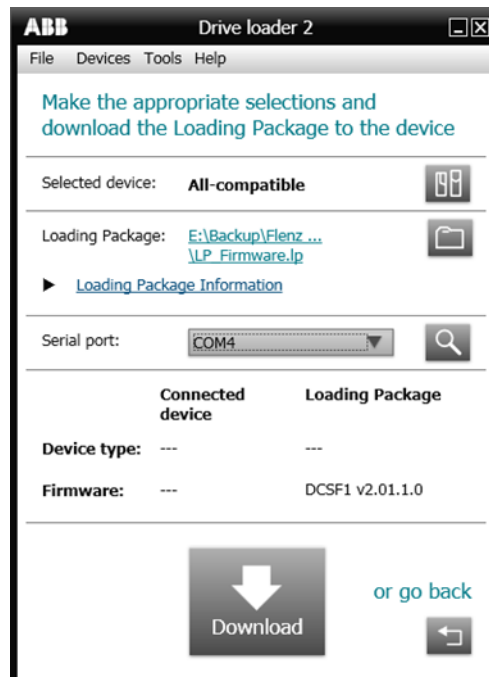 ABB Drive loader 2
File Devices Tools Help
Make the appropriate selections and
download the Loading Package to the device
Selected device: All-compatible
Loading Package: E:\Backup\Flenz ...
\LP_Firmware.lp
Loading Package Information
Serial port: COM4
Connected
device
Loading Package
Device type: --- ---
Firmware: --- DCSF1 v2.01.1.0
Download
or go back